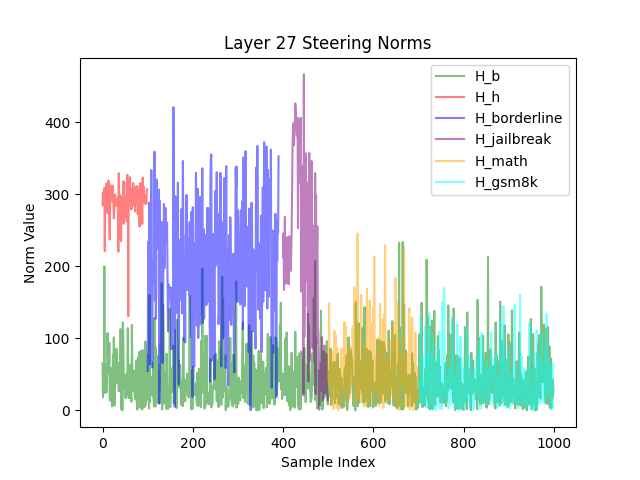 Layer 27 Steering Norms
H_b
H_h
H_borderline
H_jailbreak
H_math
H_gsm8k
Norm Value
400
300
200
100
0
0
200
400
600
800
1000
Sample Index